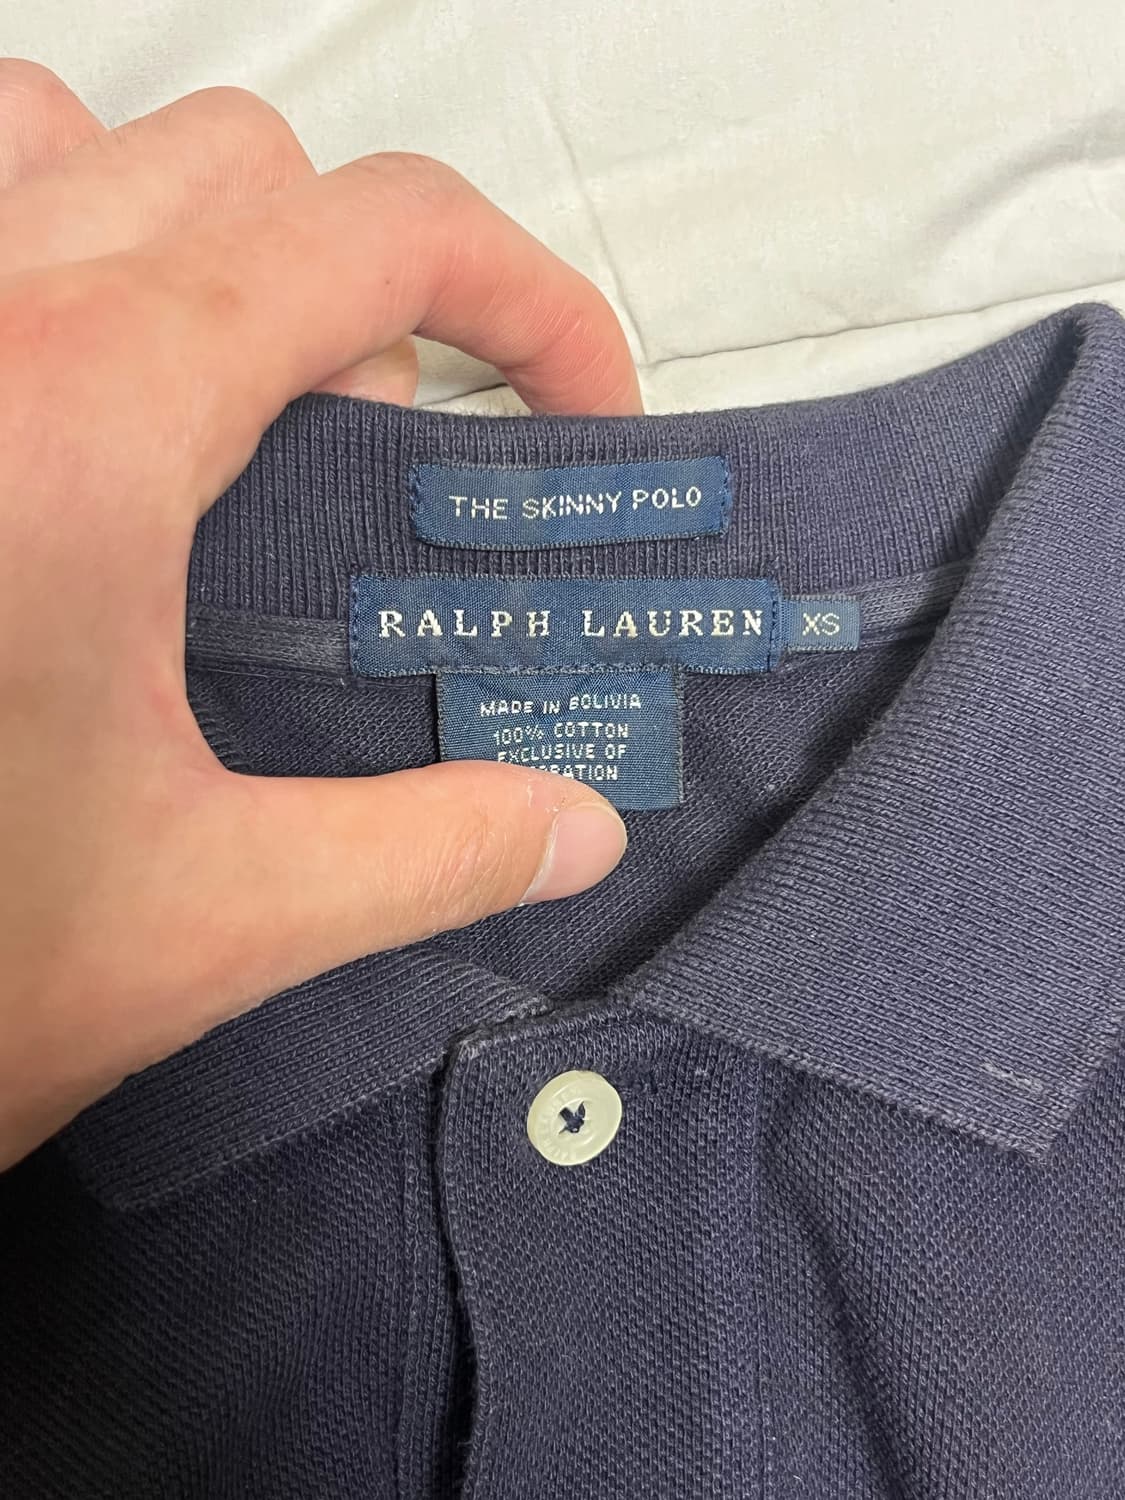 THE SKINNY POLO
RALPH LAUREN
XS
MADE IN BOLIVIA
100% COTTON
EXCLUSIVE OF